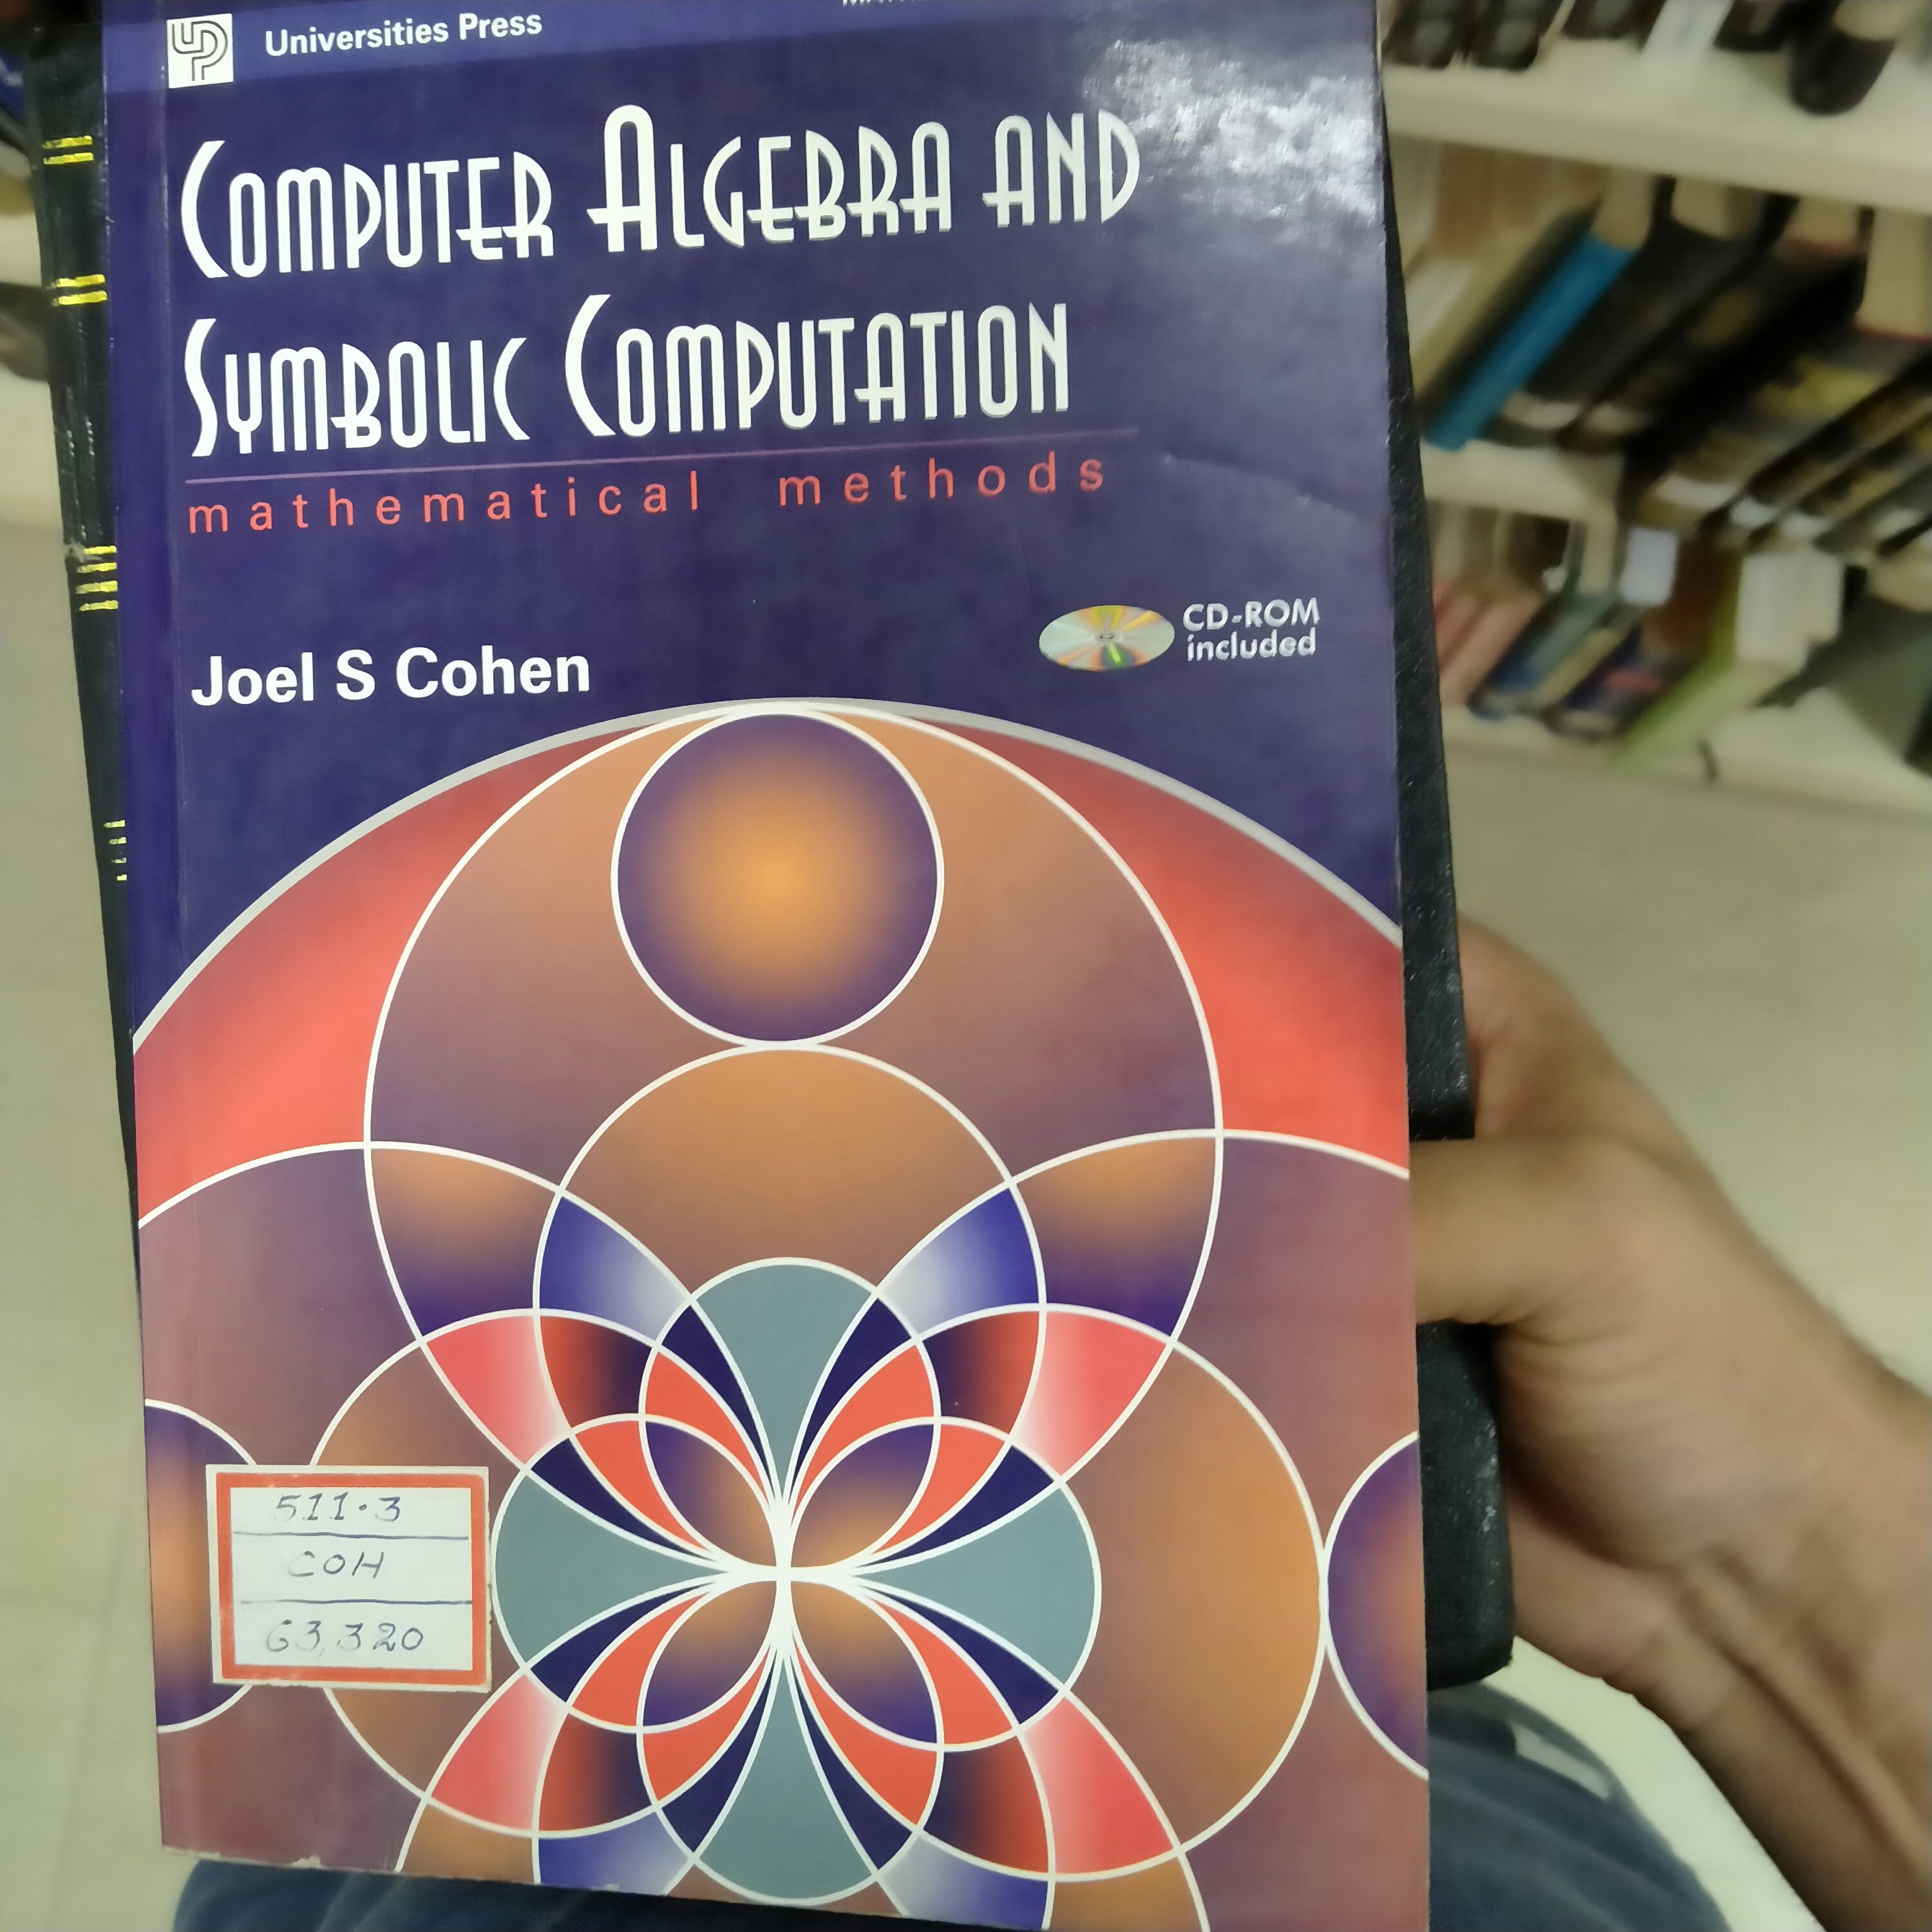 Universities Press
COMPUTER ALGEBRA AND
SYMBOLIC COMPUTATION
mathematical methods
CD-ROM
included
Joel S Cohen
511.3
COH
63,320